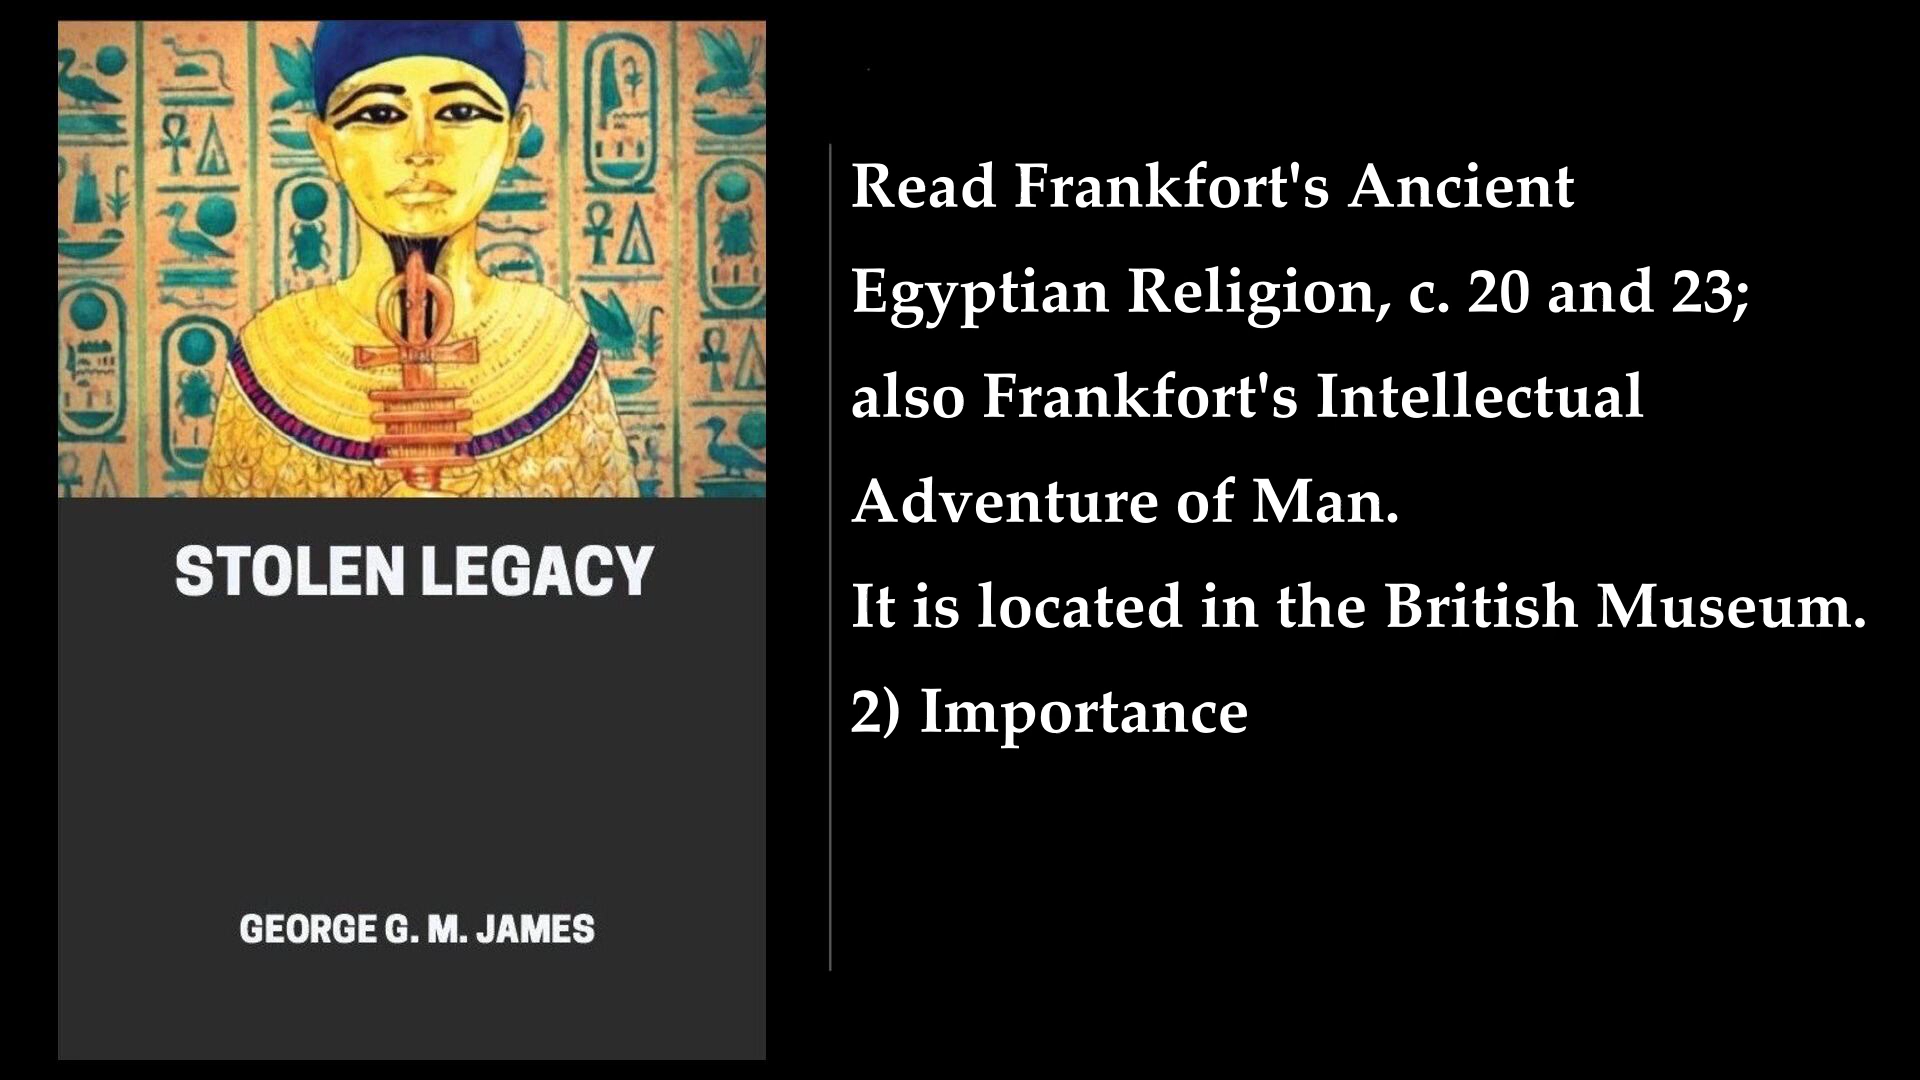 STOLEN LEGACY
GEORGE G. M. JAMES
Read Frankfort's Ancient
Egyptian Religion, c. 20 and 23;
also Frankfort's Intellectual
Adventure of Man.
It is located in the British Museum.
2) Importance